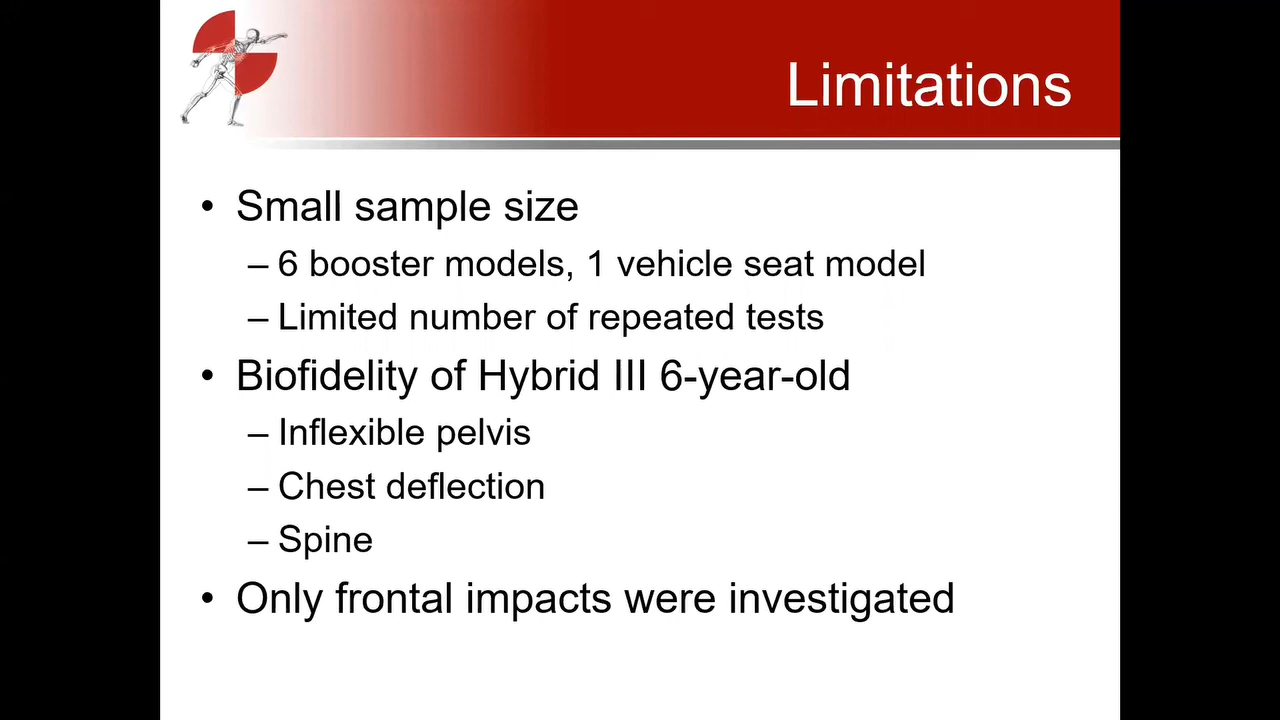 Limitations
• Small sample size
– 6 booster models, 1 vehicle seat model
– Limited number of repeated tests
• Biofidelity of Hybrid III 6-year-old
– Inflexible pelvis
– Chest deflection
– Spine
• Only frontal impacts were investigated